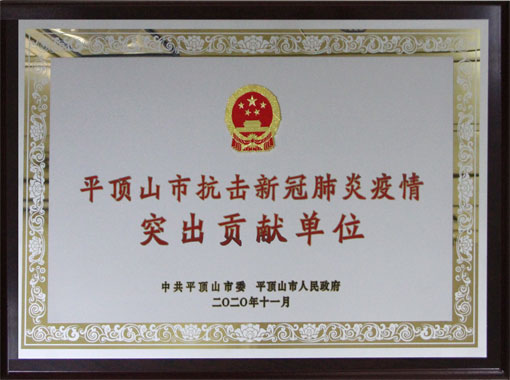 平顶山市抗击新冠肺炎疫情
突出贡献单位
中共平顶山市委 平顶山市人民政府
二〇二〇年十一月